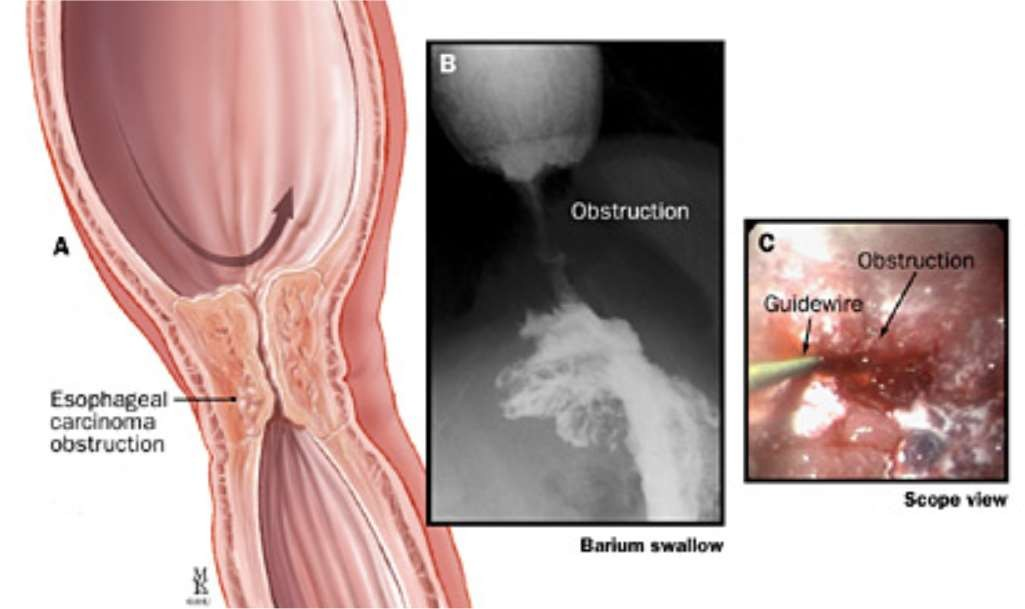 A
Esophageal
carcinoma
obstruction
B
Obstruction
Barium swallow
C
Obstruction
Guidewire
Scope view